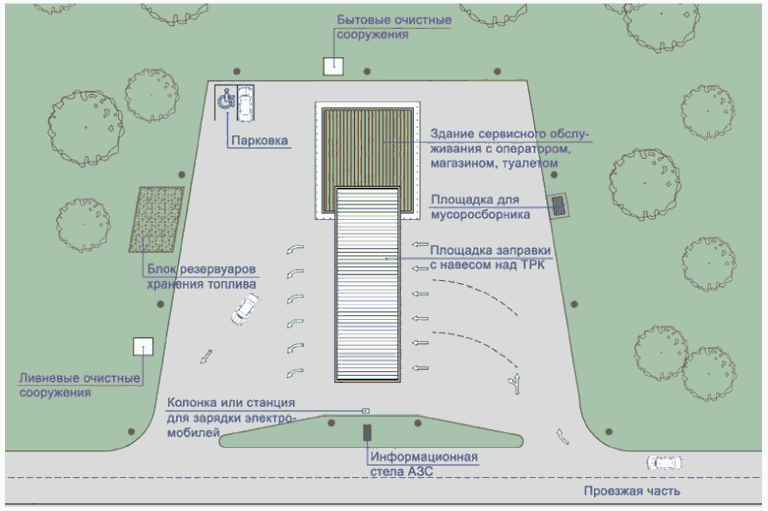 Бытовые очистные
сооружения
Парковка
Здание сервисного обслу-
живания с оператором,
магазином, туалетом
Площадка для
мусоросборника
Площадка заправки
с навесом над ТРК
Блок резервуаров
хранения топлива
Ливневые очистные
сооружения
Колонка или станция
для зарядки электро-
мобилей
Информационная
стела АЗС
Проезжая часть